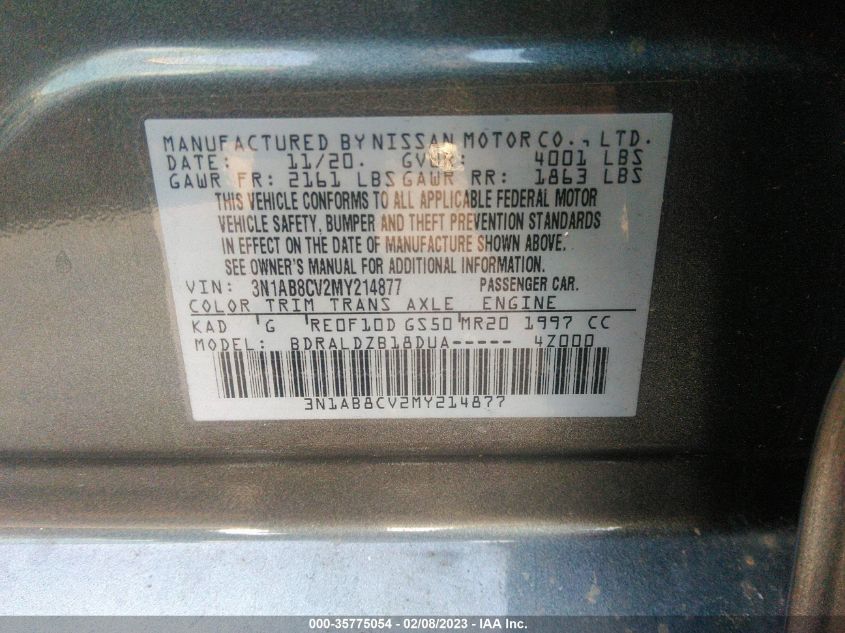 MANUFACTURED BY NISSAN MOTOR CO., LTD.
DATE: 11/20. GVWR: 4001 LBS
GAWR FR: 2161 LBS GAWR RR: 1863 LBS
THIS VEHICLE CONFORMS TO ALL APPLICABLE FEDERAL MOTOR
VEHICLE SAFETY, BUMPER AND THEFT PREVENTION STANDARDS
IN EFFECT ON THE DATE OF MANUFACTURE SHOWN ABOVE.
SEE OWNER'S MANUAL FOR ADDITIONAL INFORMATION.
VIN: 3N1AB8CV2MY214877 PASSENGER CAR.
COLOR TRIM TRANS AXLE ENGINE
KAD G RE0F10D GS50 MR20 1997 CC
MODEL: BDRALDZB18DUA----- 4Z000
3N1AB8CV2MY214877
000-35775054 - 02/08/2023 - IAA Inc.